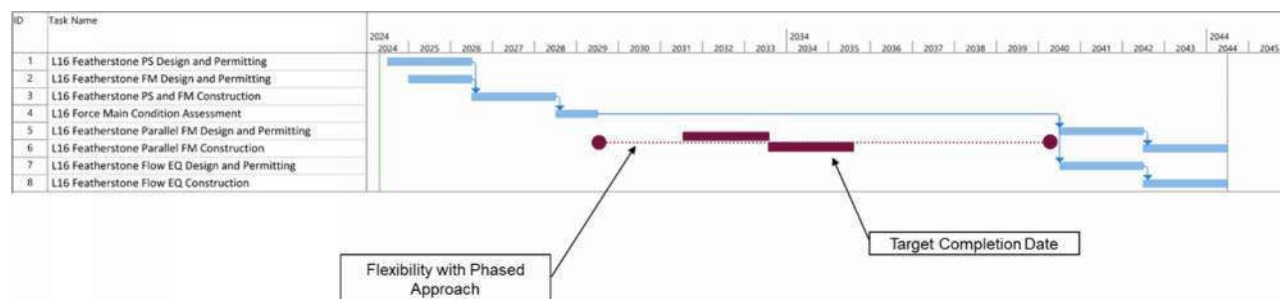 ID Task Name
2024 2034 2044
2024 2025 2026 2027 2028 2029 2030 2031 2032 2033 2034 2035 2036 2037 2038 2039 2040 2041 2042 2043 2044 2045
1 L16 Featherstone PS Design and Permitting
2 L16 Featherstone FM Design and Permitting
3 L16 Featherstone PS and FM Construction
4 L16 Force Main Condition Assessment
5 L16 Featherstone Parallel FM Design and Permitting
6 L16 Featherstone Parallel FM Construction
7 L16 Featherstone Flow EQ Design and Permitting
8 L16 Featherstone Flow EQ Construction
Target Completion Date
Flexibility with Phased
Approach